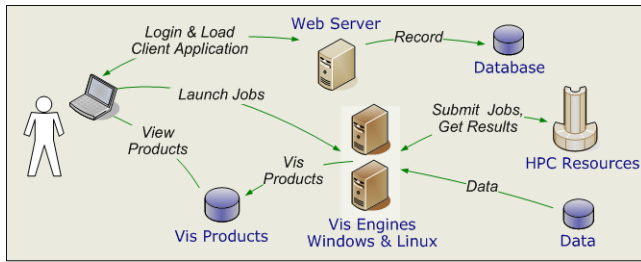 Web Server
Login & Load
Client Application
Record
Database
Launch Jobs
Submit Jobs,
Get Results
HPC Resources
View
Products
Vis
Products
Data
Vis Products
Vis Engines
Windows & Linux
Data